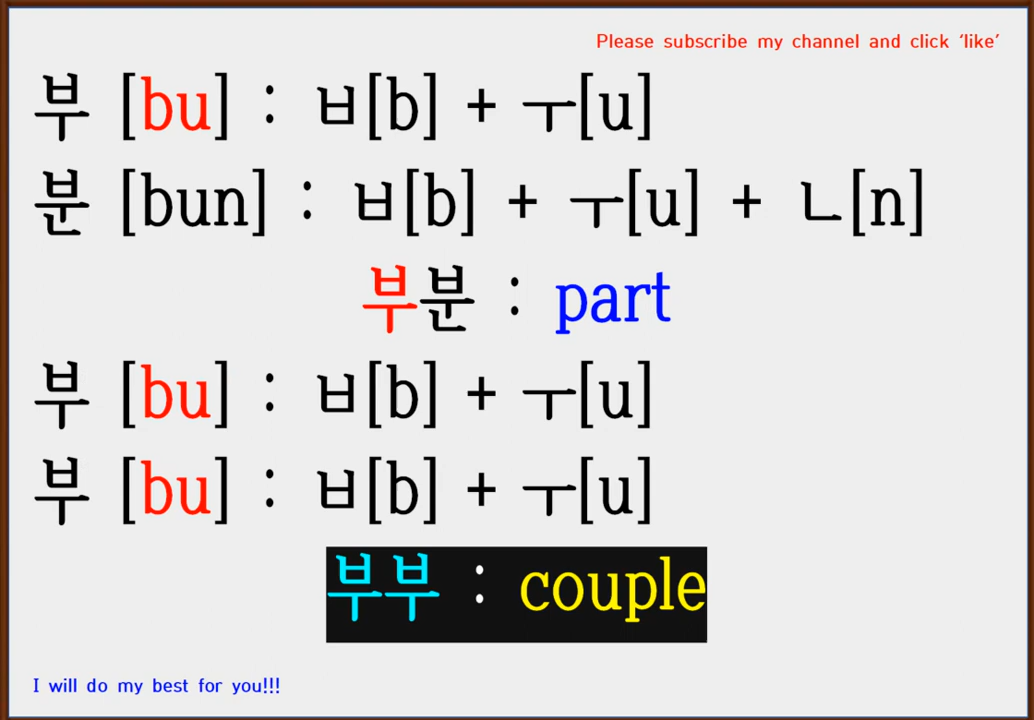 Please subscribe my channel and click ‘like’
부 [bu] : ㅂ[b] + ㅜ[u]
분 [bun] : ㅂ[b] + ㅜ[u] + ㄴ[n]
부분 : part
부 [bu] : ㅂ[b] + ㅜ[u]
부 [bu] : ㅂ[b] + ㅜ[u]
부부 : couple
I will do my best for you!!!